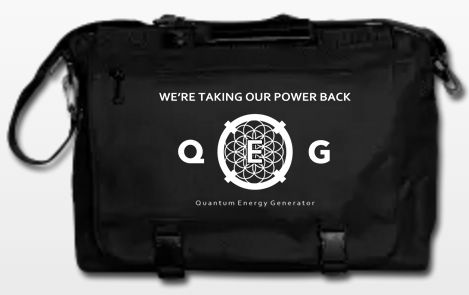 WE'RE TAKING OUR POWER BACK
Q E G
Quantum Energy Generator